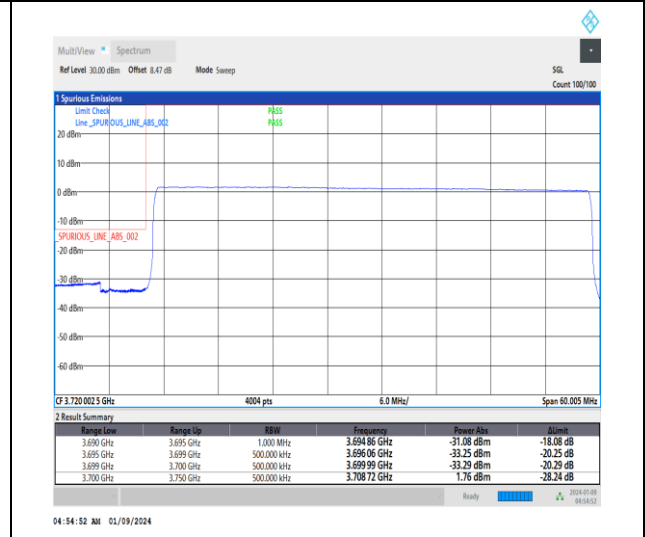 MultiView Spectrum
Ref Level 30.00 dBm Offset 8.47 dB Mode Sweep SGL
Count 100/100
1 Spurious Emissions
Limit Check PASS
Line _SPURIOUS_LINE_ABS_002 PASS
20 dBm
10 dBm
0 dBm
-10 dBm
_SPURIOUS_LINE_ABS_002
-20 dBm
-30 dBm
-40 dBm
-50 dBm
-60 dBm
CF 3.720 002 5 GHz 4004 pts 6.0 MHz/ Span 60.005 MHz
2 Result Summary
Range Low Range Up RBW Frequency Power Abs ΔLimit
3.690 GHz 3.695 GHz 1.000 MHz 3.694 86 GHz -31.08 dBm -18.08 dB
3.695 GHz 3.699 GHz 500.000 kHz 3.696 06 GHz -33.25 dBm -20.25 dB
3.699 GHz 3.700 GHz 500.000 kHz 3.699 99 GHz -33.29 dBm -20.29 dB
3.700 GHz 3.750 GHz 500.000 kHz 3.708 72 GHz 1.76 dBm -28.24 dB
Ready 2024-01-09
04:54:52
04:54:52 AM 01/09/2024